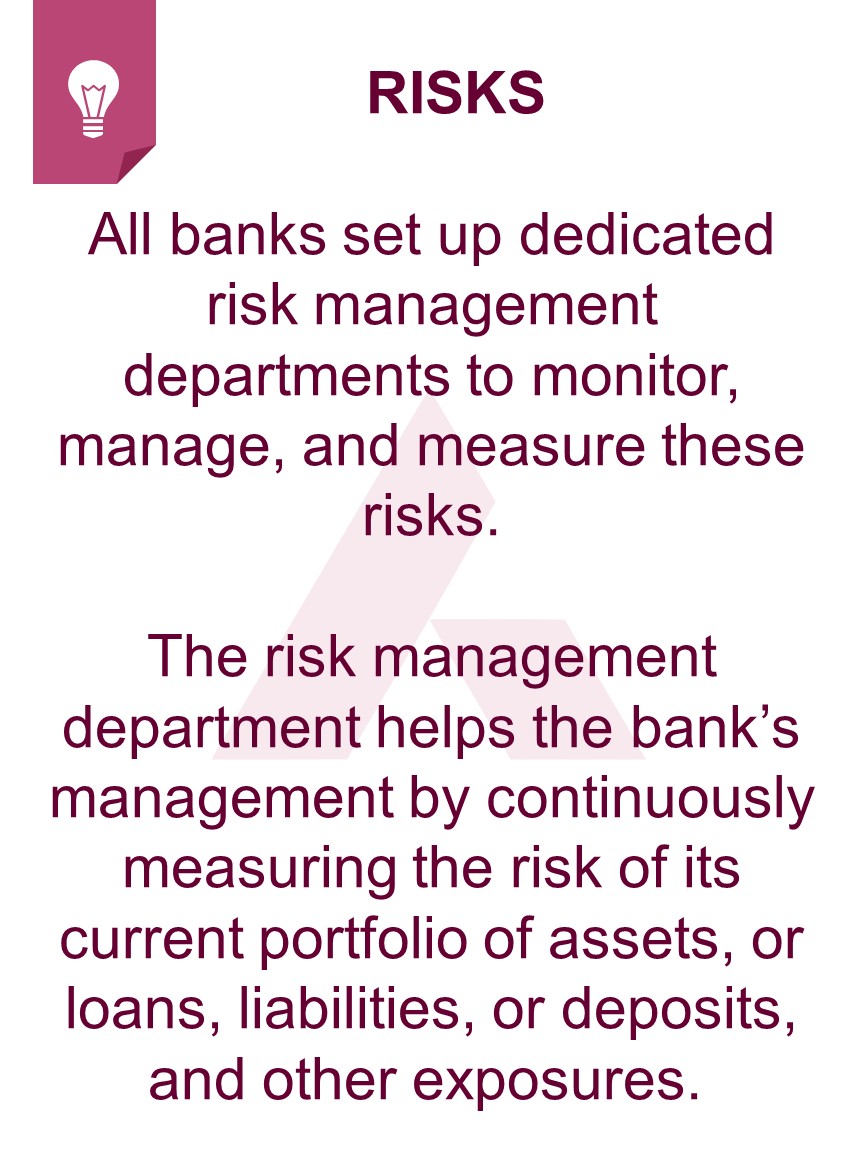 RISKS
All banks set up dedicated
risk management
departments to monitor,
manage, and measure these
risks.
The risk management
department helps the bank’s
management by continuously
measuring the risk of its
current portfolio of assets, or
loans, liabilities, or deposits,
and other exposures.